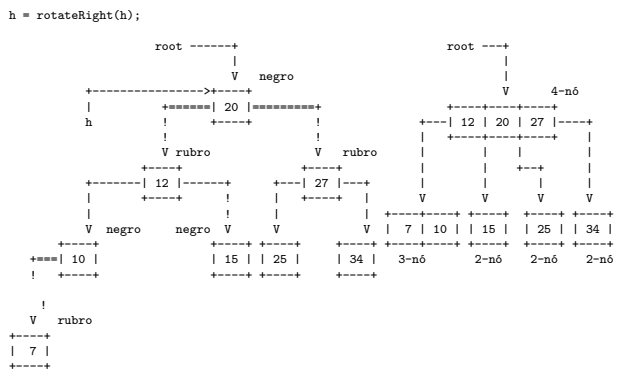 h = rotateRight(h);
root ------+ root ---+
| |
V negro |
+----------------->+-----+ V 4-nó
| +======| 20 |=========+ +-----+-----+-----+
h ! +-----+ ! +---| 12 | 20 | 27 |----+
! ! | +-----+-----+-----+ |
V rubro V rubro | | | |
+-----+ +-----+ | | +--+ |
+-------| 12 |------+ +---| 27 |---+ | | | |
| +-----+ ! | +-----+ | V V V V
| ! | | +-----+-----+ +-----+ +-----+ +-----+
V negro negro V V V | 7 | 10 | | 15 | | 25 | | 34 |
+-----+ +-----+ +-----+ +-----+ +-----+-----+ +-----+ +-----+ +-----+
+===| 10 | | 15 | | 25 | | 34 | 3-nó 2-nó 2-nó 2-nó
! +-----+ +-----+ +-----+ +-----+
!
V rubro
+-----+
| 7 |
+-----+